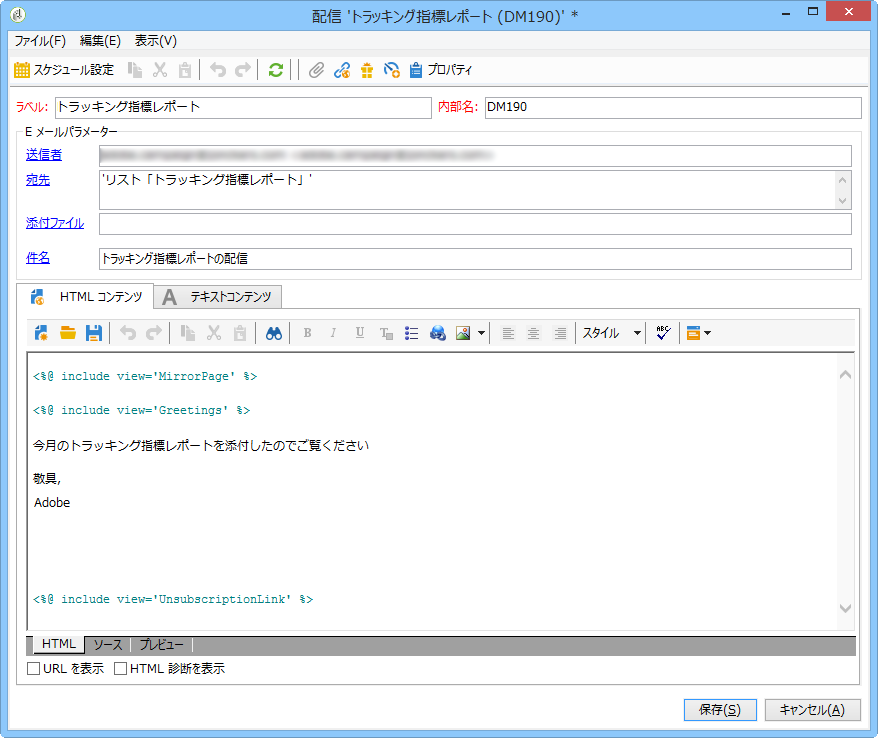 配信 'トラッキング指標レポート (DM190)' *
ファイル(F) 編集(E) 表示(V)
スケジュール設定 プロパティ
ラベル: トラッキング指標レポート 内部名: DM190
E メールパラメーター
送信者
宛先 'リスト「トラッキング指標レポート」'
添付ファイル
件名 トラッキング指標レポートの配信
HTML コンテンツ A テキストコンテンツ
B I U T スタイル ABC
<%@ include view='MirrorPage' %>
<%@ include view='Greetings' %>
今月のトラッキング指標レポートを添付したのでご覧ください
敬具,
Adobe
<%@ include view='UnsubscriptionLink' %>
HTML ソース プレビュー
URL を表示 HTML 診断を表示
保存(S) キャンセル(A)